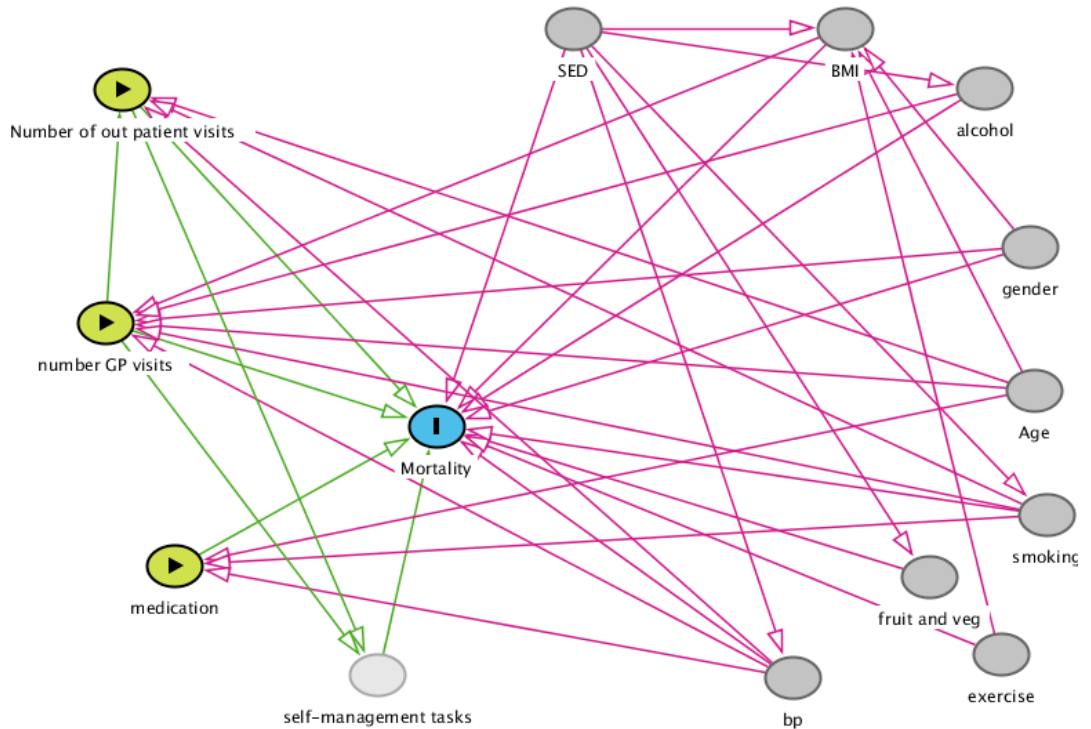 SED
BMI
Number of out patient visits
alcohol
gender
number GP visits
Age
Mortality
smoking
medication
fruit and veg
exercise
self-management tasks
bp